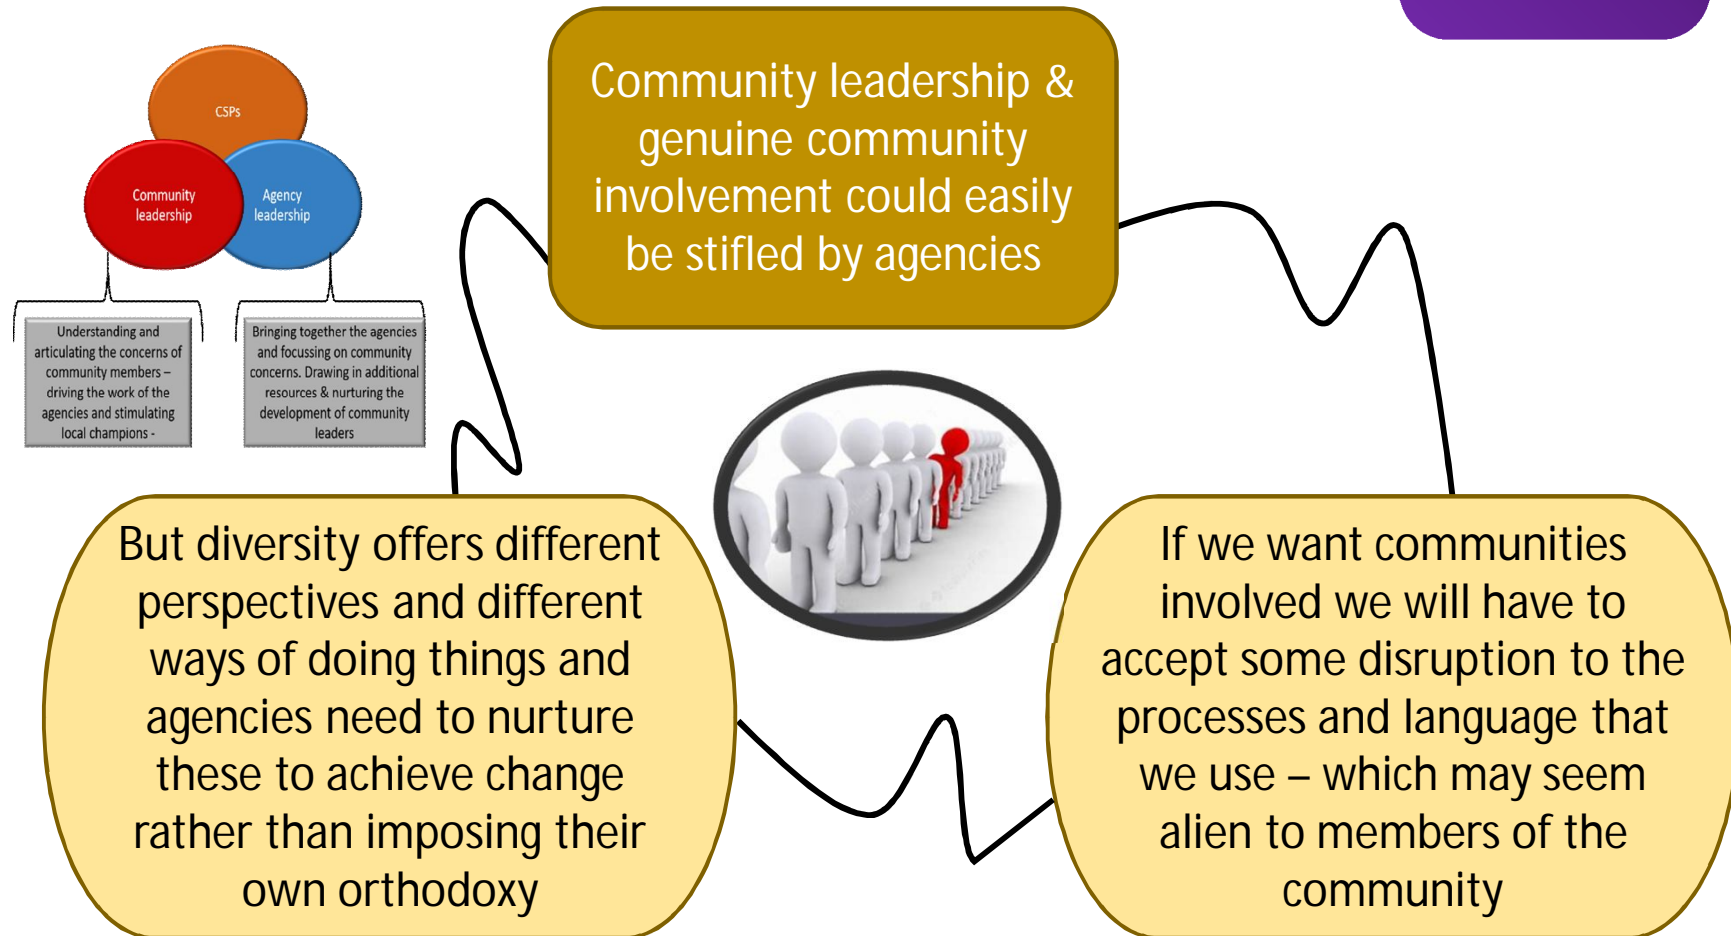 CSPs
Community
leadership
Agency
leadership
Understanding and
articulating the concerns of
community members –
driving the work of the
agencies and stimulating
local champions -
Bringing together the agencies
and focussing on community
concerns. Drawing in additional
resources & nurturing the
development of community
leaders
Community leadership &
genuine community
involvement could easily
be stifled by agencies
But diversity offers different
perspectives and different
ways of doing things and
agencies need to nurture
these to achieve change
rather than imposing their
own orthodoxy
If we want communities
involved we will have to
accept some disruption to the
processes and language that
we use – which may seem
alien to members of the
community